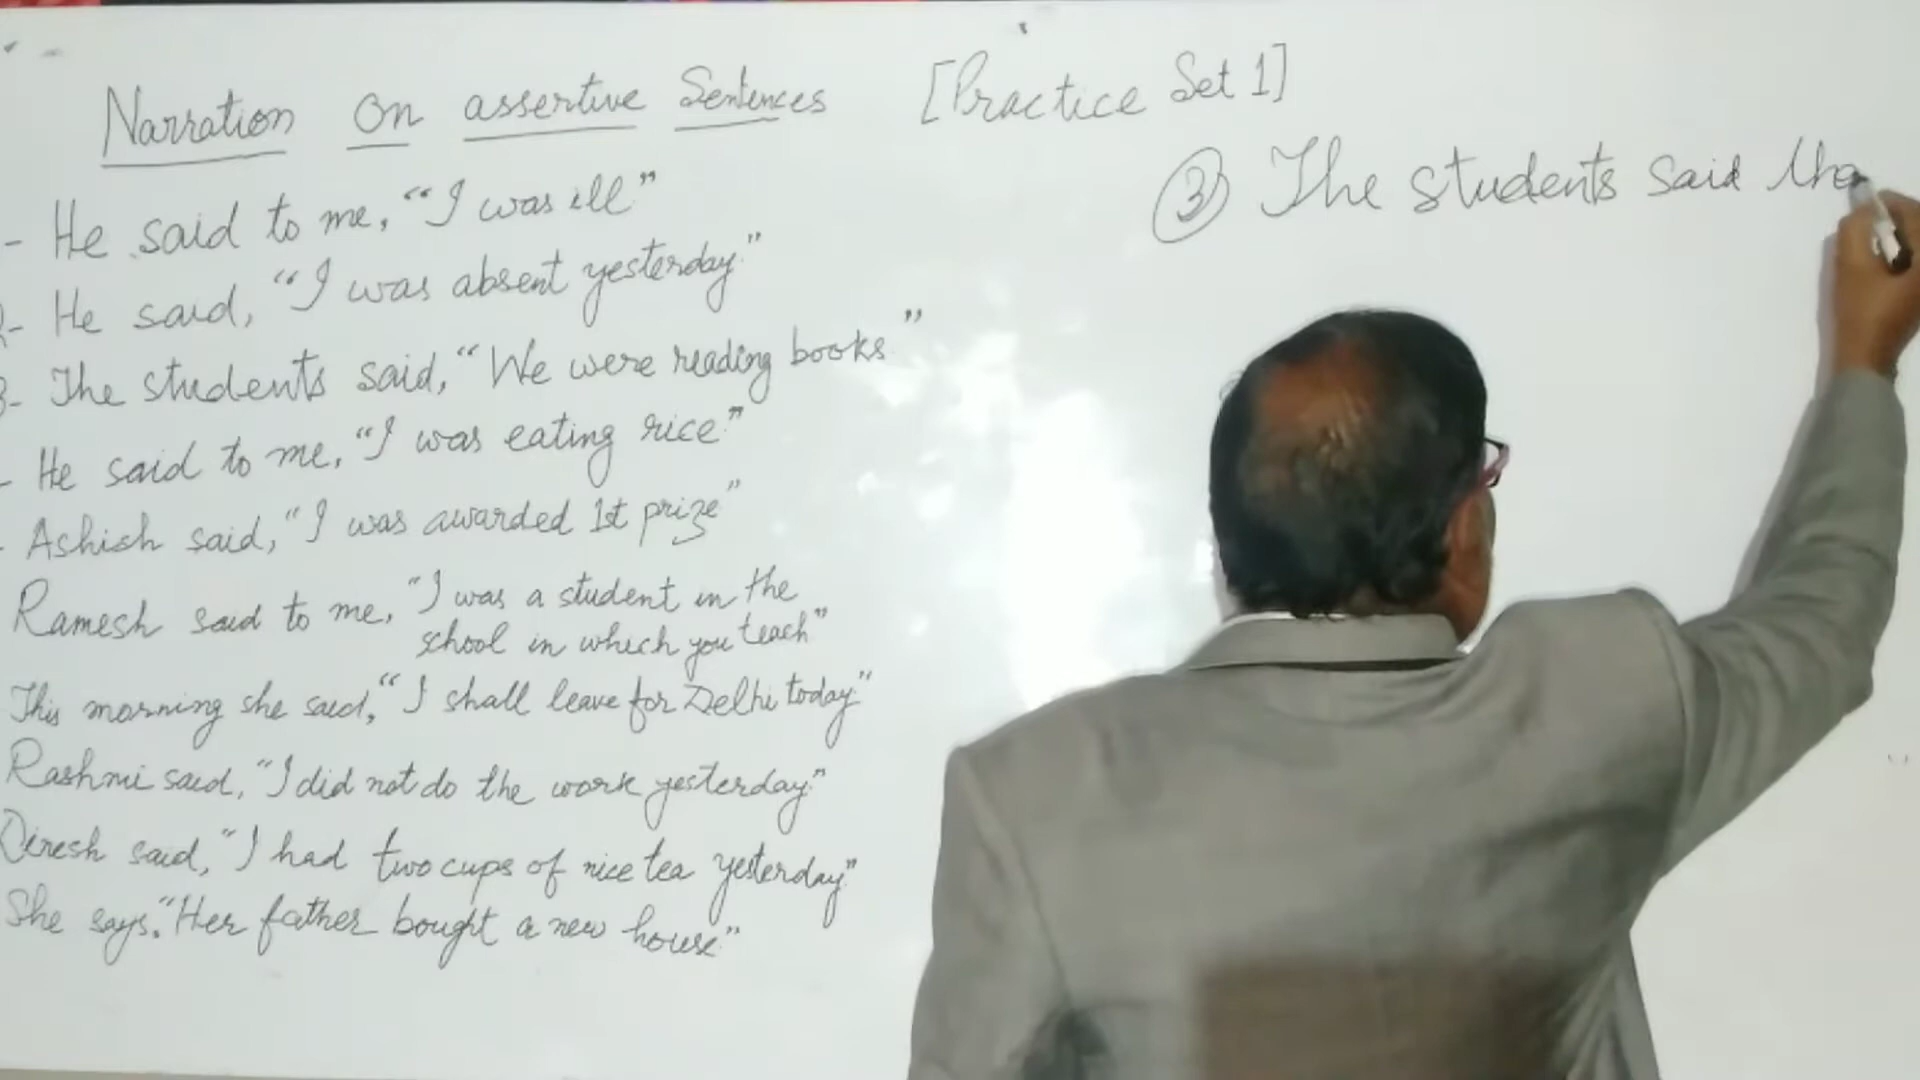 Narration on assertive Sentences [Practice Set 1]
③ The students said tha
- He said to me, "I was ill"
- He said, "I was absent yesterday."
3- The students said, "We were reading books"
- He said to me, "I was eating rice"
- Ashish said, "I was awarded 1st prize"
Ramesh said to me, "I was a student in the
school in which you teach"
This morning she said, "I shall leave for Delhi today"
Rashmi said, "I did not do the work yesterday"
Diresh said, "I had two cups of nice tea yesterday"
She says. "Her father bought a new house"